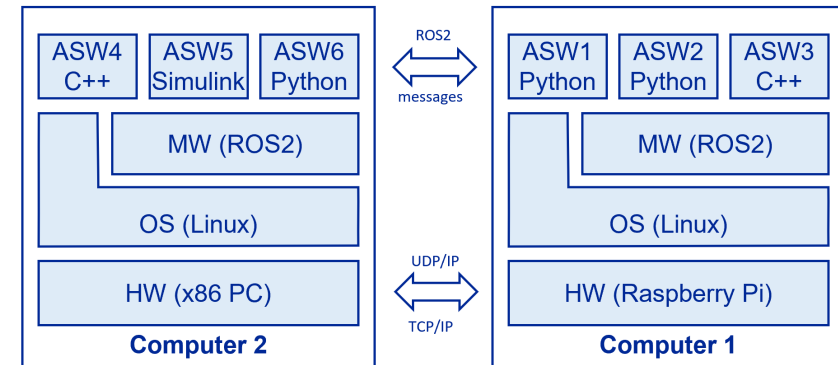 ASW4
C++
ASW5
Simulink
ASW6
Python
MW (ROS2)
OS (Linux)
HW (x86 PC)
Computer 2
ROS2
messages
UDP/IP
TCP/IP
ASW1
Python
ASW2
Python
ASW3
C++
MW (ROS2)
OS (Linux)
HW (Raspberry Pi)
Computer 1